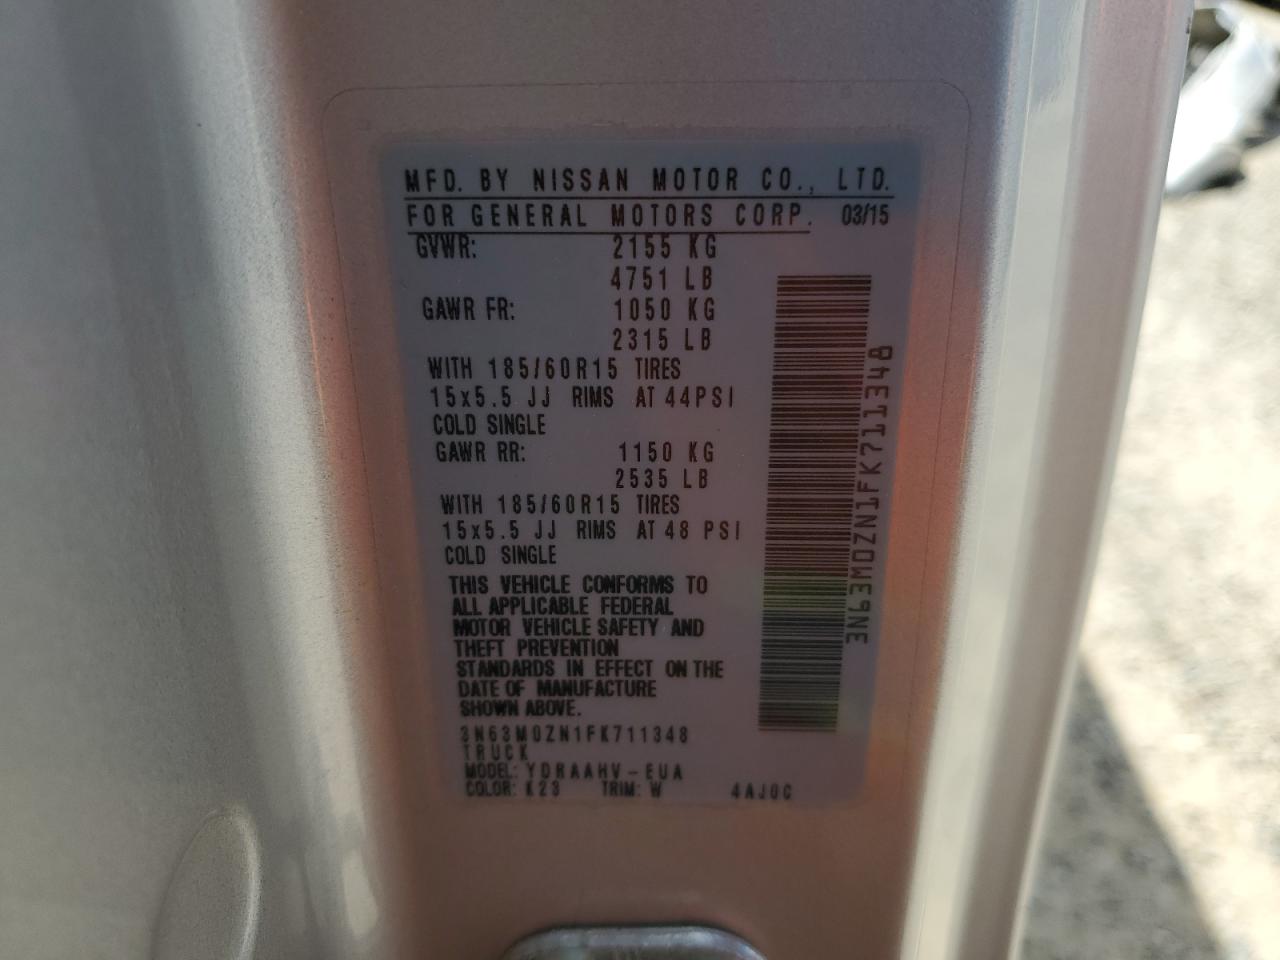 MFD. BY NISSAN MOTOR CO., LTD.
FOR GENERAL MOTORS CORP. 03/15
GVWR: 2155 KG
4751 LB
GAWR FR: 1050 KG
2315 LB
WITH 185/60R15 TIRES
15x5.5 JJ RIMS AT 44PSI
COLD SINGLE
GAWR RR: 1150 KG
2535 LB
WITH 185/60R15 TIRES
15x5.5 JJ RIMS AT 48 PSI
COLD SINGLE
THIS VEHICLE CONFORMS TO
ALL APPLICABLE FEDERAL
MOTOR VEHICLE SAFETY AND
THEFT PREVENTION
STANDARDS IN EFFECT ON THE
DATE OF MANUFACTURE
SHOWN ABOVE.
3N63M0ZN1FK711348
TRUCK
MODEL: YDRAAHV-EUA
COLOR: K23 TRIM: W 4AJ0C
3N63M0ZN1FK711348